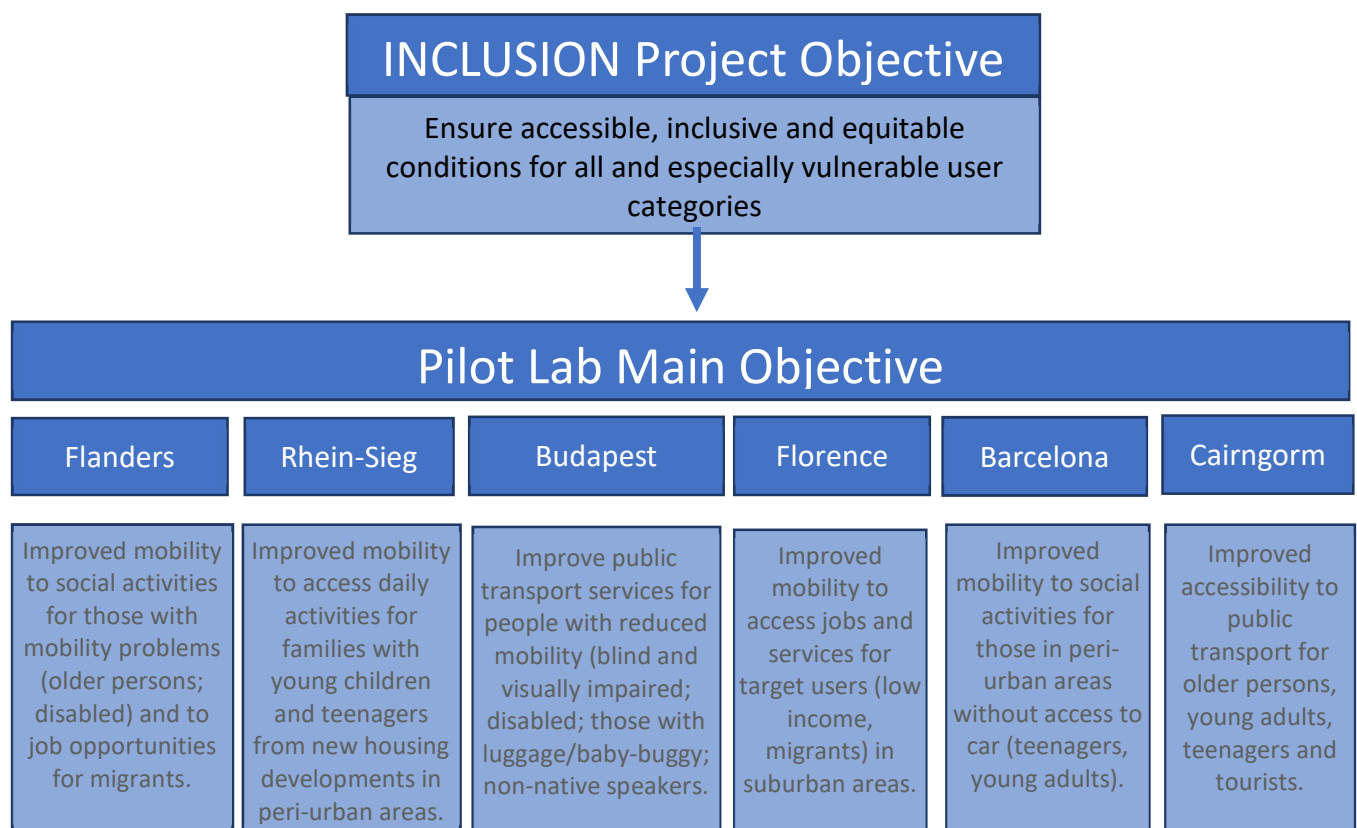 INCLUSION Project Objective
Ensure accessible, inclusive and equitable
conditions for all and especially vulnerable user
categories
Pilot Lab Main Objective
Flanders
Rhein-Sieg
Budapest
Florence
Barcelona
Cairngorm
Improved mobility
to social activities
for those with
mobility problems
(older persons;
disabled) and to
job opportunities
for migrants.
Improved mobility
to access daily
activities for
families with
young children
and teenagers
from new housing
developments in
peri-urban areas.
Improve public
transport services for
people with reduced
mobility (blind and
visually impaired;
disabled; those with
luggage/baby-buggy;
non-native speakers.
Improved
mobility to
access jobs and
services for
target users (low
income,
migrants) in
suburban areas.
Improved
mobility to social
activities for
those in peri-
urban areas
without access to
car (teenagers,
young adults).
Improved
accessibility to
public
transport for
older persons,
young adults,
teenagers and
tourists.